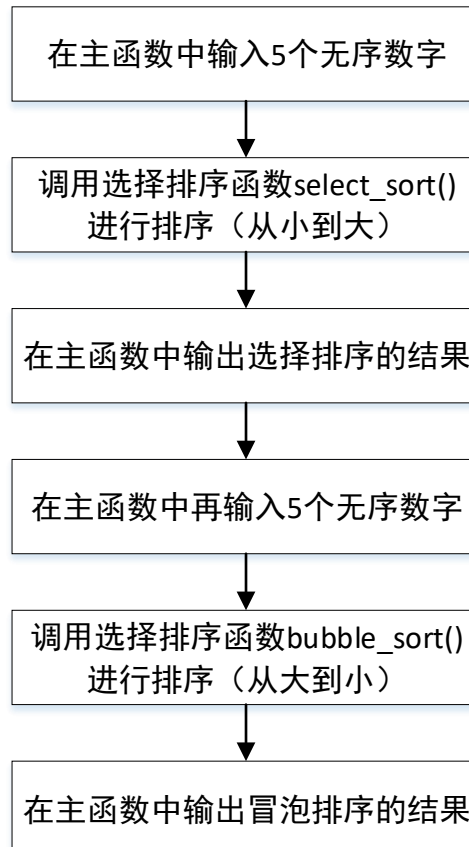 在主函数中输入5个无序数字
调用选择排序函数select_sort()
进行排序（从小到大）
在主函数中输出选择排序的结果
在主函数中再输入5个无序数字
调用选择排序函数bubble_sort()
进行排序（从大到小）
在主函数中输出冒泡排序的结果